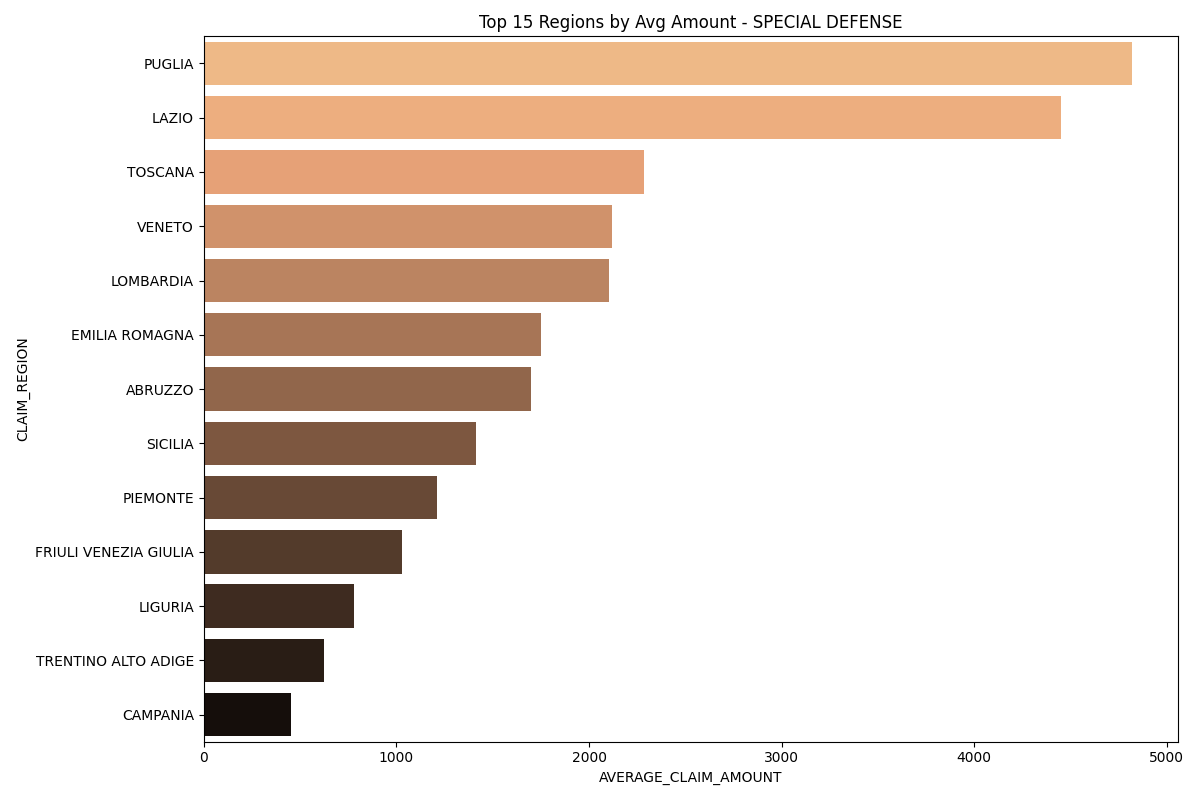 Top 15 Regions by Avg Amount - SPECIAL DEFENSE
CLAIM_REGION
PUGLIA
LAZIO
TOSCANA
VENETO
LOMBARDIA
EMILIA ROMAGNA
ABRUZZO
SICILIA
PIEMONTE
FRIULI VENEZIA GIULIA
LIGURIA
TRENTINO ALTO ADIGE
CAMPANIA
0 1000 2000 3000 4000 5000
AVERAGE_CLAIM_AMOUNT